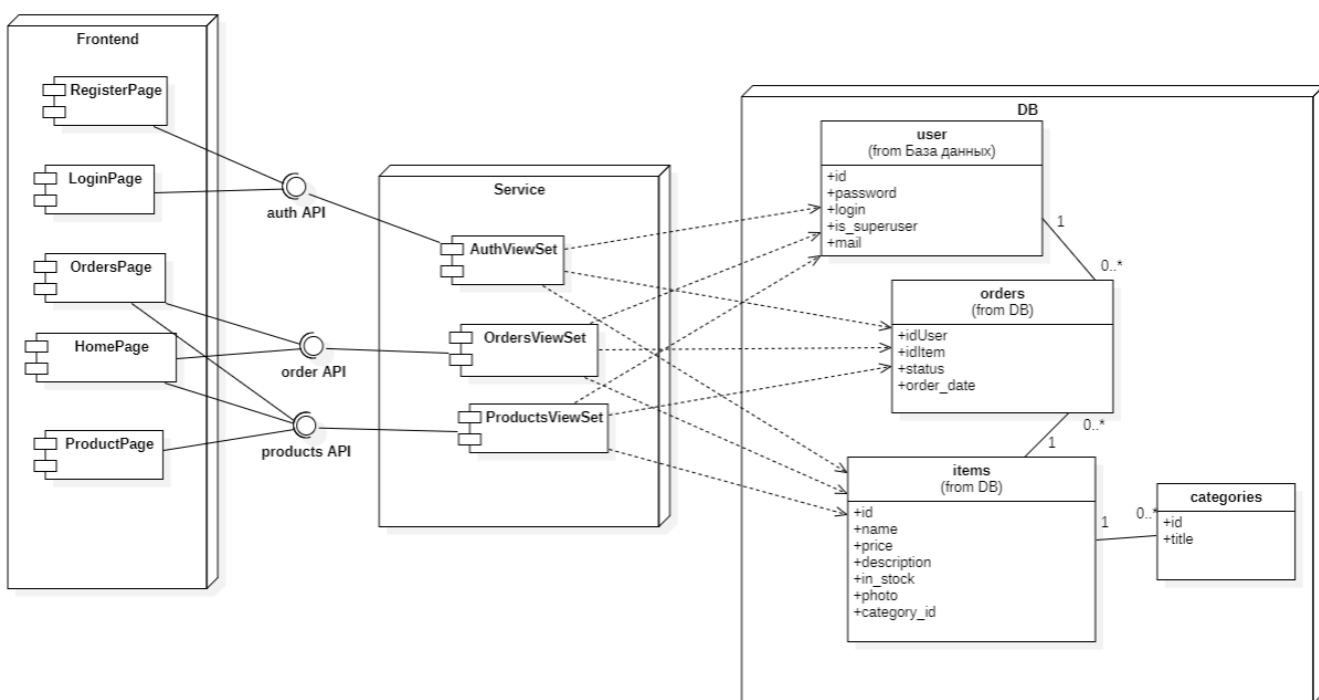 Frontend
RegisterPage
LoginPage
OrdersPage
HomePage
ProductPage
auth API
order API
products API
Service
AuthViewSet
OrdersViewSet
ProductsViewSet
DB
user
(from База данных)
+id
+password
+login
+is_superuser
+mail
1
0..*
orders
(from DB)
+idUser
+idItem
+status
+order_date
0..*
1
items
(from DB)
+id
+name
+price
+description
+in_stock
+photo
+category_id
1
0..*
categories
+id
+title